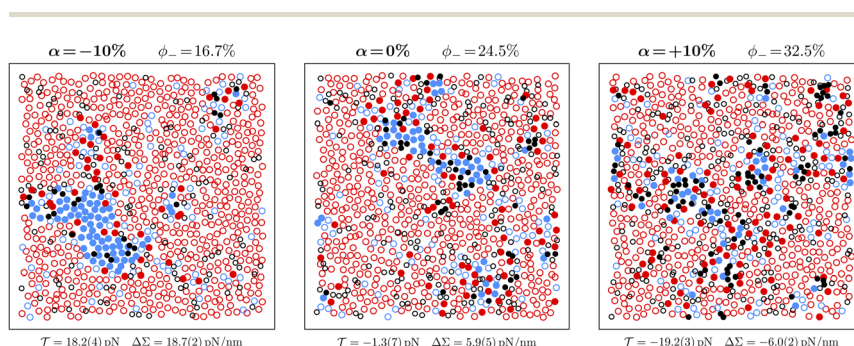 α=−10% ϕ₋=16.7%
α=0% ϕ₋=24.5%
α=+10% ϕ₋=32.5%
𝒯 = 18.2(4) pN ΔΣ = 18.7(2) pN/nm
𝒯 = −1.3(7) pN ΔΣ = 5.9(5) pN/nm
𝒯 = −19.2(3) pN ΔΣ = −6.0(2) pN/nm